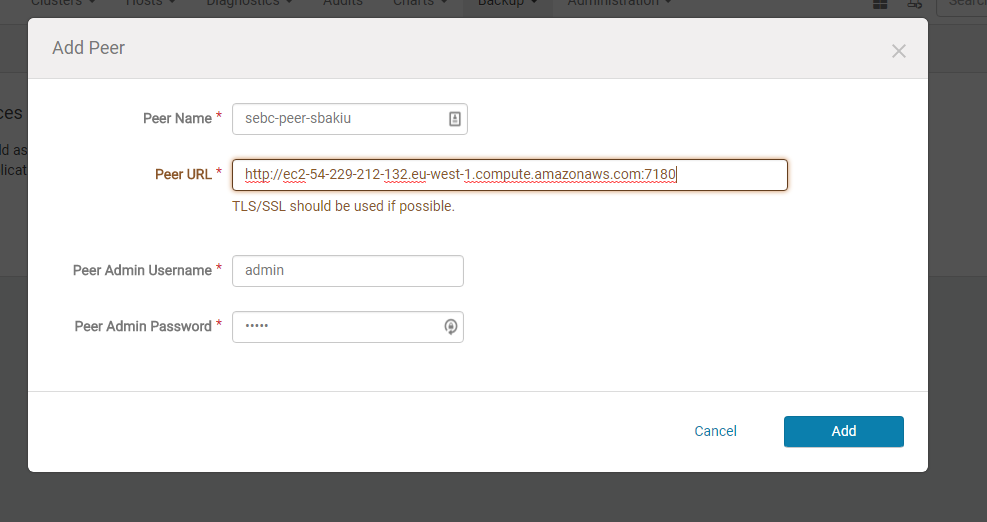 Clusters Hosts Diagnostics Audits Charts Backup Administration Search
Add Peer
ces
Peer Name * sebc-peer-sbakiu
ld as
Peer URL * http://ec2-54-229-212-132.eu-west-1.compute.amazonaws.com:7180
licat
TLS/SSL should be used if possible.
Peer Admin Username * admin
Peer Admin Password * •••••
Cancel Add